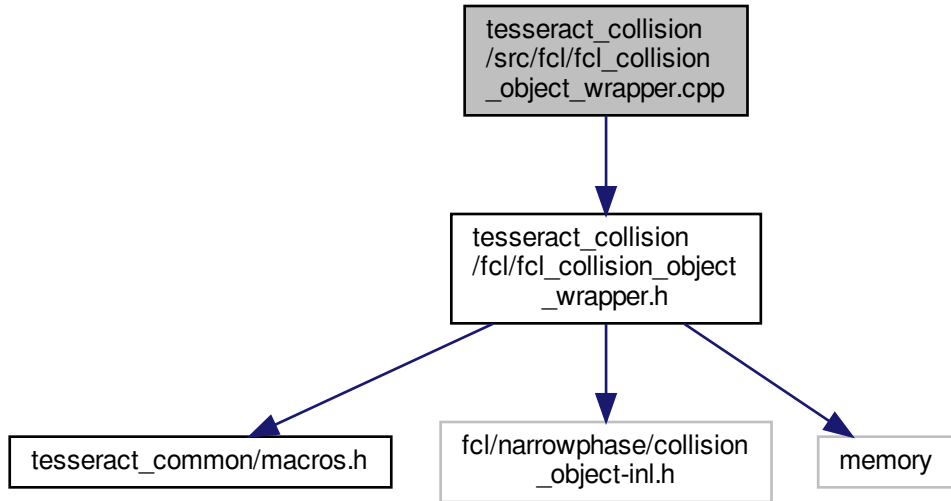 tesseract_collision
/src/fcl/fcl_collision
_object_wrapper.cpp
tesseract_collision
/fcl/fcl_collision_object
_wrapper.h
tesseract_common/macros.h
fcl/narrowphase/collision
_object-inl.h
memory